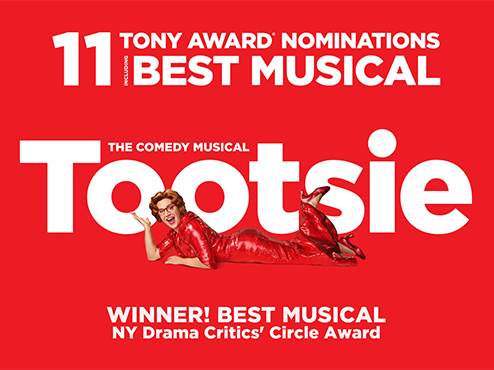 11 TONY AWARD® NOMINATIONS
INCLUDING BEST MUSICAL
THE COMEDY MUSICAL
Tootsie
WINNER! BEST MUSICAL
NY Drama Critics' Circle Award